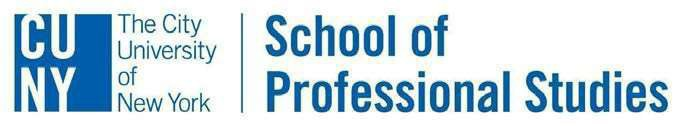 CU
NY
The City
University
of
New York
School of
Professional Studies